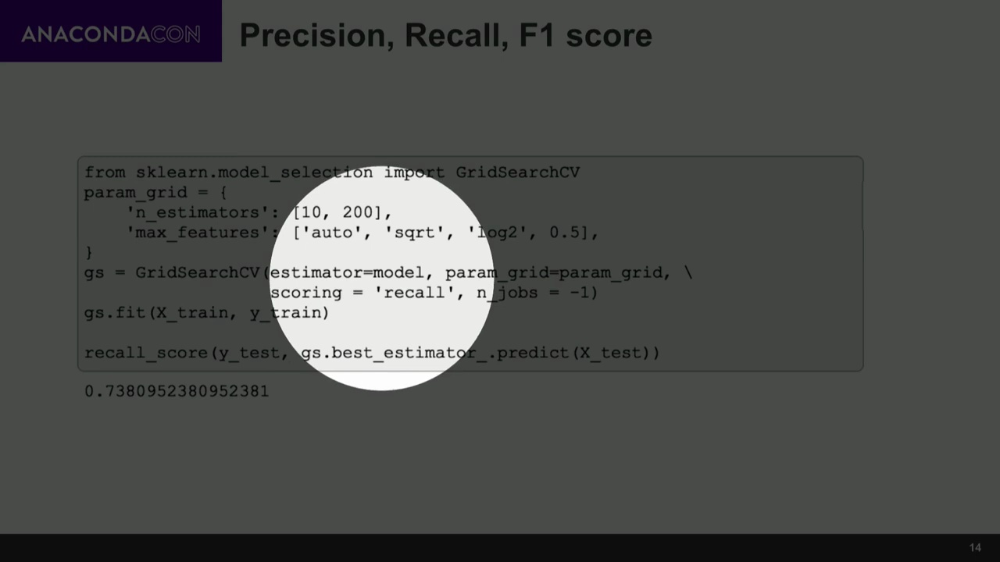 ANACONDACON
Precision, Recall, F1 score
from sklearn.model_selection import GridSearchCV
param_grid = {
    'n_estimators': [10, 200],
    'max_features': ['auto', 'sqrt', 'log2', 0.5],
}
gs = GridSearchCV(estimator=model, param_grid=param_grid, \
                  scoring = 'recall', n_jobs = -1)
gs.fit(X_train, y_train)
recall_score(y_test, gs.best_estimator_.predict(X_test))
0.7380952380952381
14